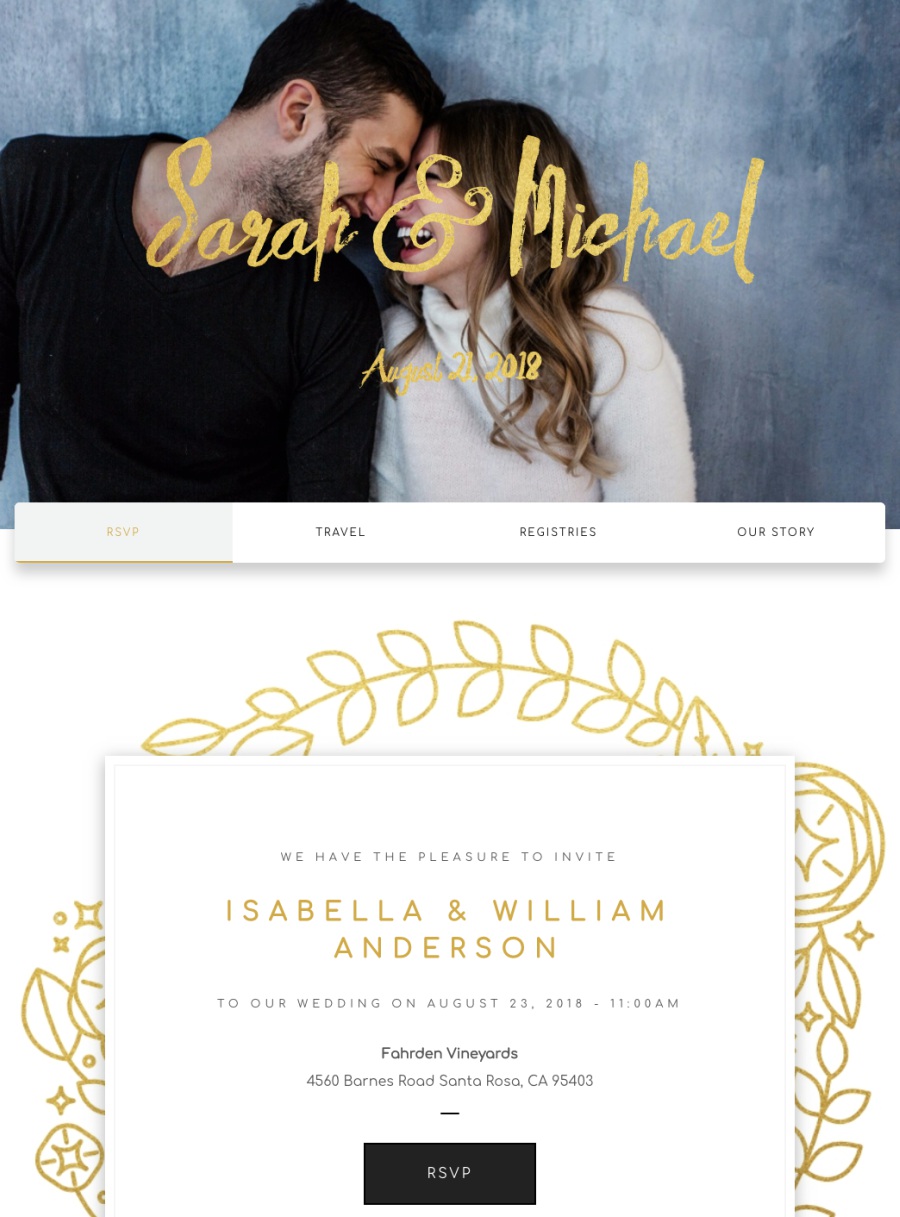 Sarah & Michael
August 21, 2018
RSVP TRAVEL REGISTRIES OUR STORY
WE HAVE THE PLEASURE TO INVITE
ISABELLA & WILLIAM
ANDERSON
TO OUR WEDDING ON AUGUST 23, 2018 - 11:00AM
Fahrden Vineyards
4560 Barnes Road Santa Rosa, CA 95403
RSVP